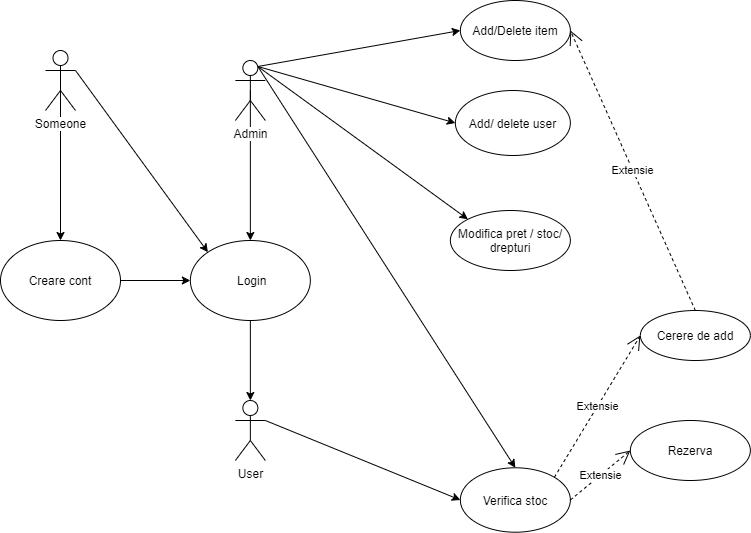 Add/Delete item
Someone
Admin
Add/ delete user
Extensie
Modifica pret / stoc/
drepturi
Creare cont
Login
Cerere de add
Extensie
User
Rezerva
Extensie
Verifica stoc